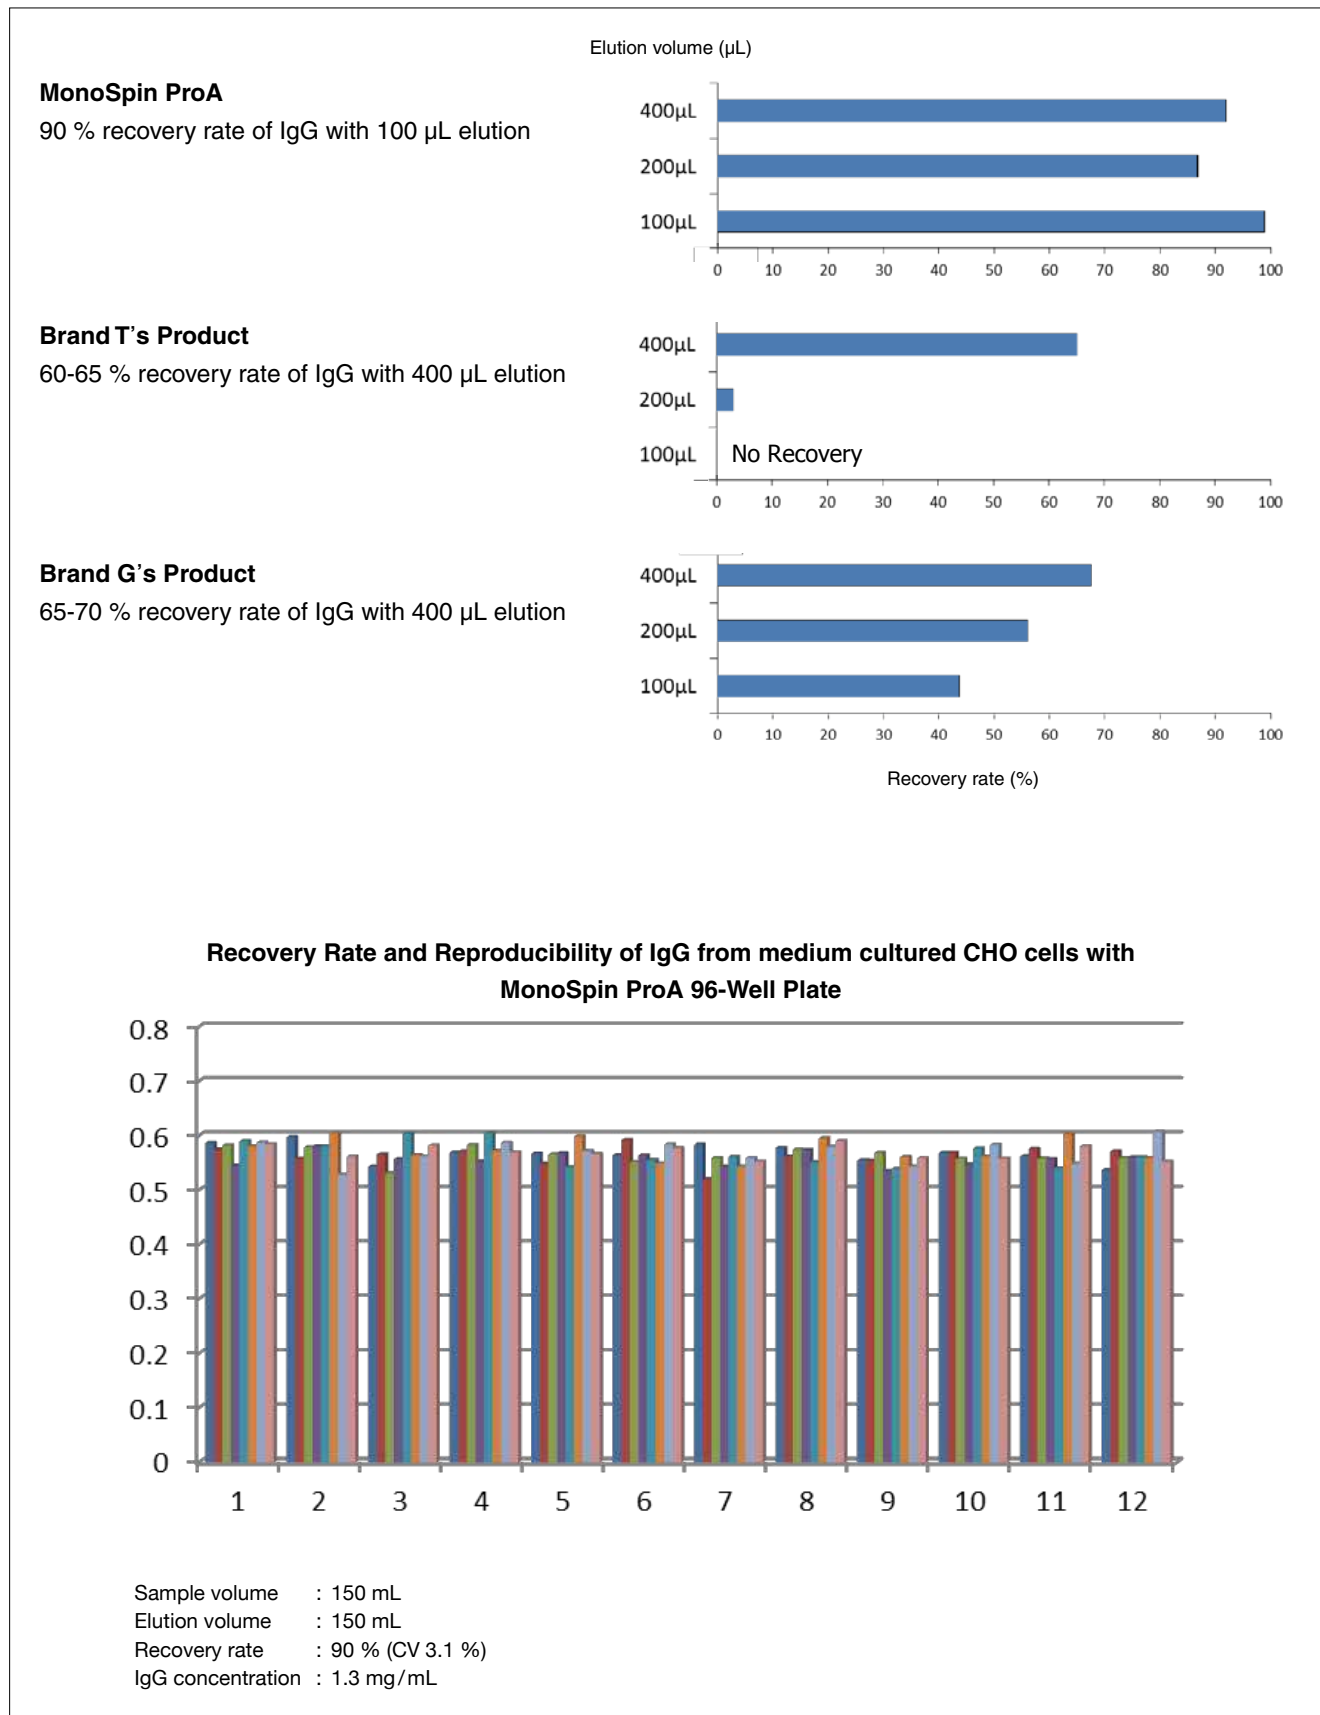 Elution volume (µL)
MonoSpin ProA
90 % recovery rate of IgG with 100 µL elution
400µL
200µL
100µL
0 10 20 30 40 50 60 70 80 90 100
Brand T's Product
60-65 % recovery rate of IgG with 400 µL elution
400µL
200µL
100µL No Recovery
0 10 20 30 40 50 60 70 80 90 100
Brand G's Product
65-70 % recovery rate of IgG with 400 µL elution
400µL
200µL
100µL
0 10 20 30 40 50 60 70 80 90 100
Recovery rate (%)
Recovery Rate and Reproducibility of IgG from medium cultured CHO cells with
MonoSpin ProA 96-Well Plate
0.8
0.7
0.6
0.5
0.4
0.3
0.2
0.1
0
1 2 3 4 5 6 7 8 9 10 11 12
Sample volume : 150 mL
Elution volume : 150 mL
Recovery rate : 90 % (CV 3.1 %)
IgG concentration : 1.3 mg/mL